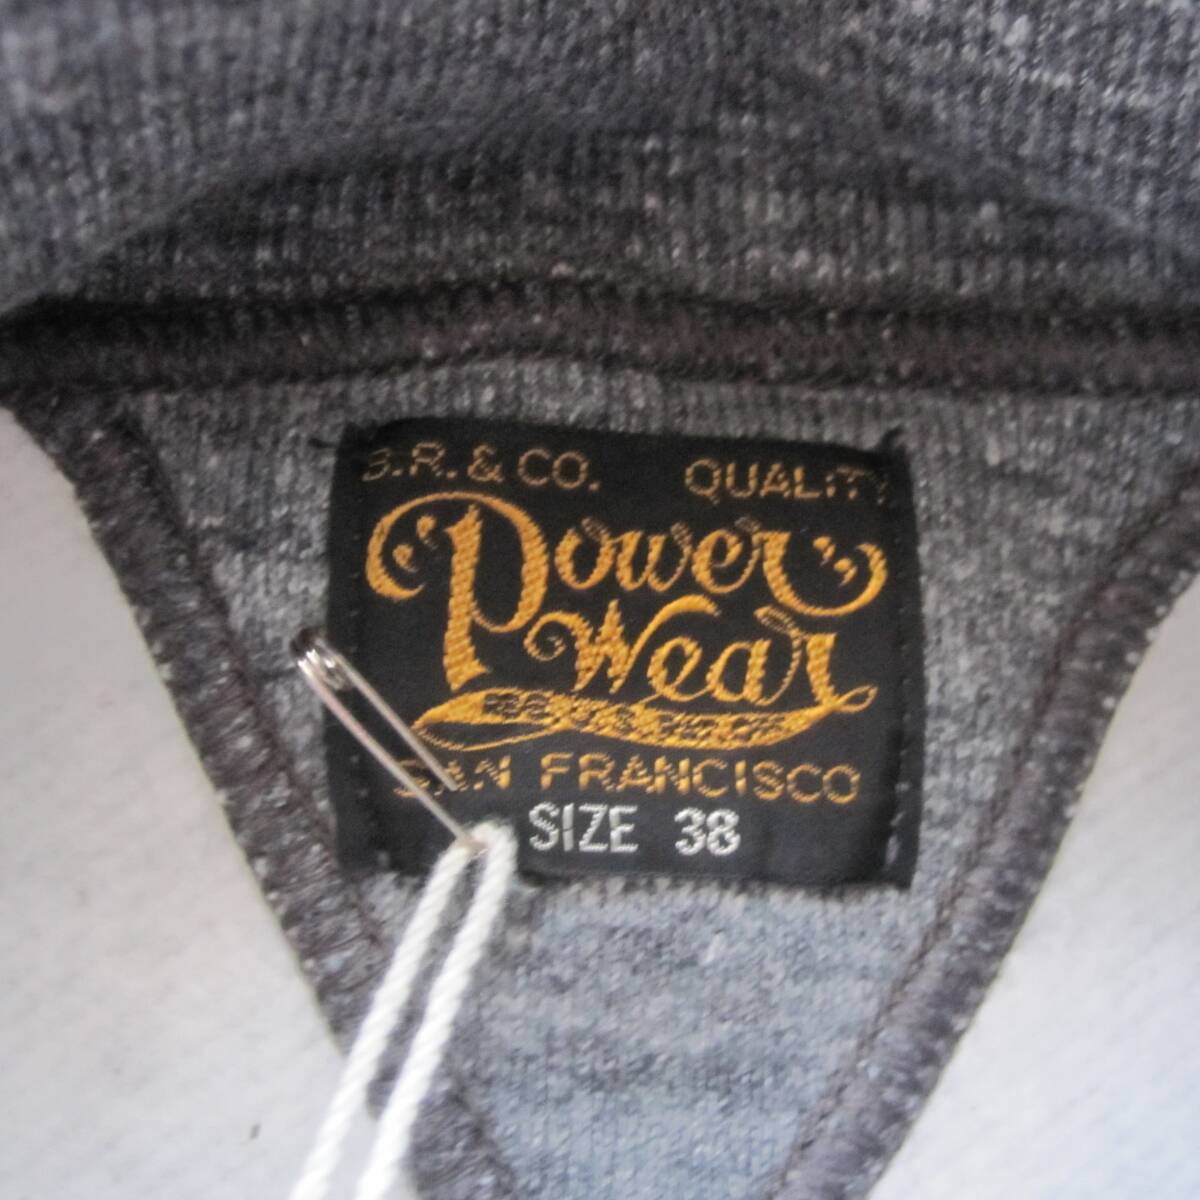 B.R. & CO. QUALITY
"Power
Wear"
SAN FRANCISCO
SIZE 38